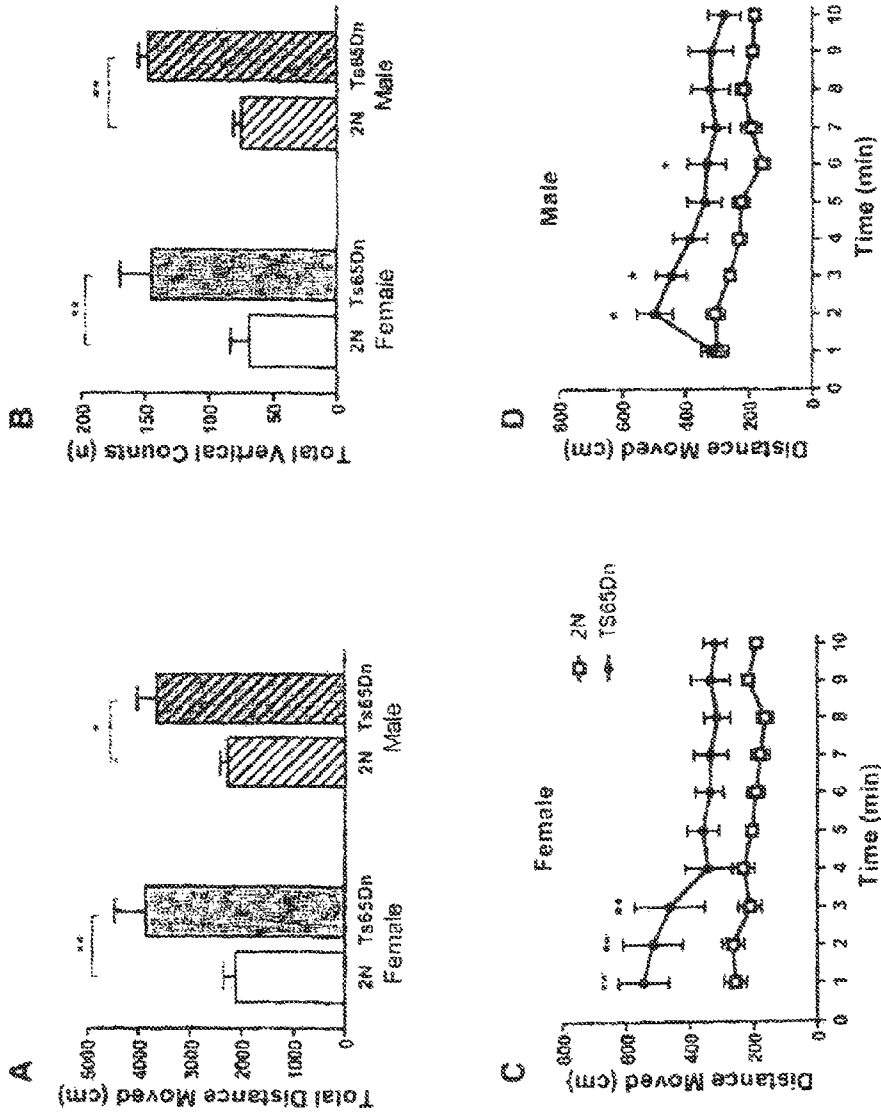 A
Total Distance Moved (cm)
5000
4000
3000
2000
1000
0
**
*
2N Ts65Dn 2N Ts65Dn
Female Male
B
Total Vertical Counts (n)
200
150
100
50
0
**
**
2N Ts65Dn 2N Ts65Dn
Female Male
C
Female
Distance Moved (cm)
800
600
400
200
0
** ** **
2N
TS65Dn
0 1 2 3 4 5 6 7 8 9 10
Time (min)
D
Male
Distance Moved (cm)
800
600
400
200
0
* * *
0 1 2 3 4 5 6 7 8 9 10
Time (min)